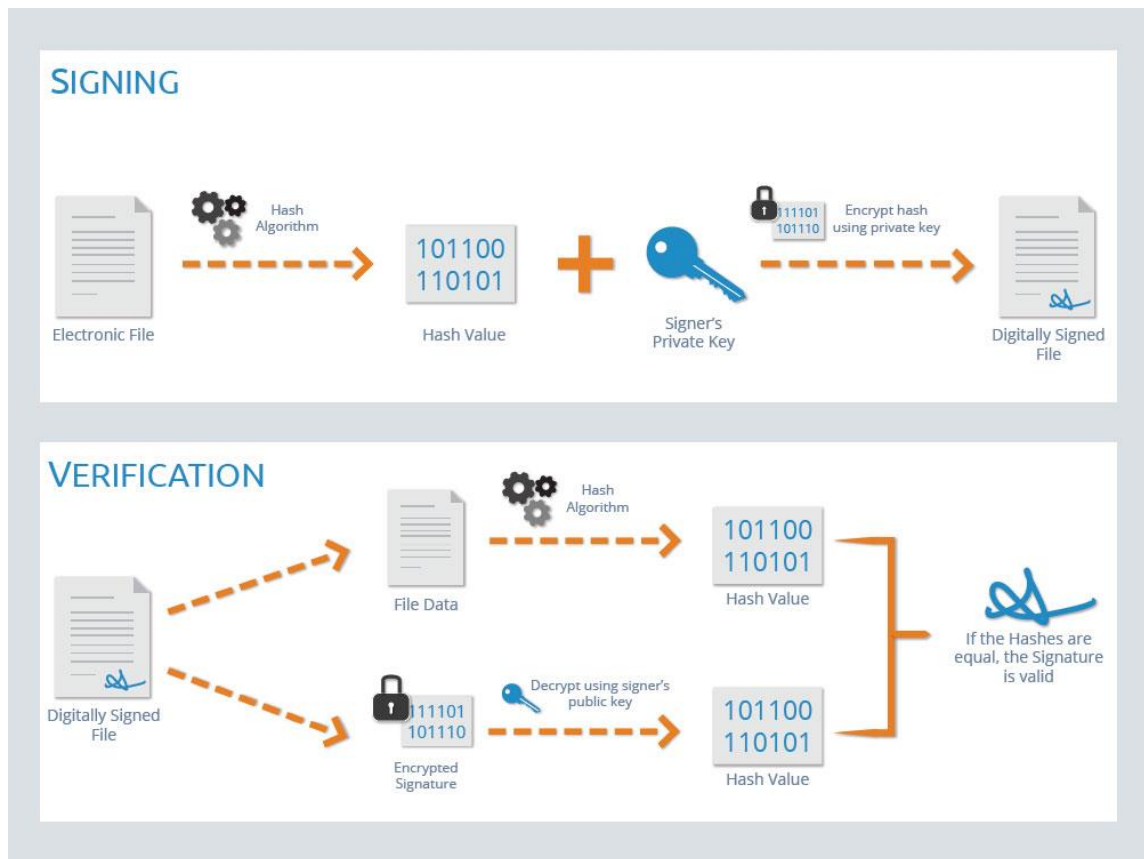 SIGNING
Hash
Algorithm
111101
101110
Encrypt hash
using private key
101100
110101
Electronic File
Hash Value
Signer's
Private Key
Digitally Signed
File
VERIFICATION
Hash
Algorithm
101100
110101
File Data
Hash Value
If the Hashes are
equal, the Signature
is valid
Digitally Signed
File
111101
101110
Decrypt using signer's
public key
101100
110101
Encrypted
Signature
Hash Value